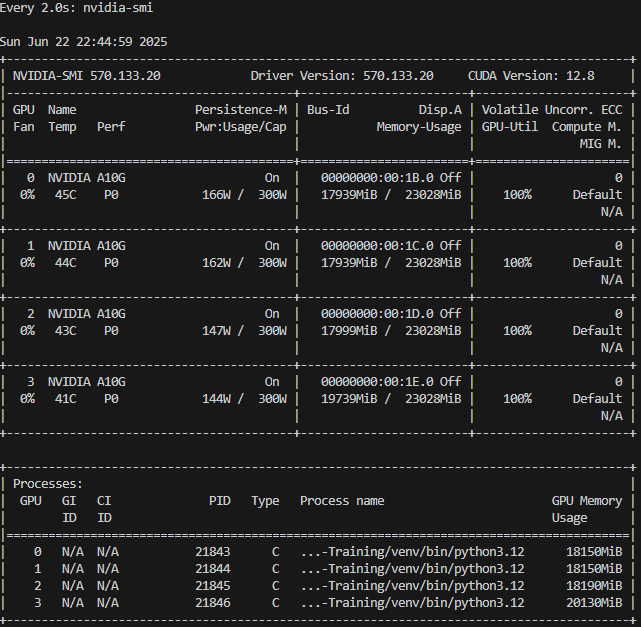 Every 2.0s: nvidia-smi
Sun Jun 22 22:44:59 2025
+-----------------------------------------------------------------------------------------+
| NVIDIA-SMI 570.133.20             Driver Version: 570.133.20     CUDA Version: 12.8     |
|-----------------------------------------+------------------------+----------------------+
| GPU  Name                 Persistence-M | Bus-Id          Disp.A | Volatile Uncorr. ECC |
| Fan  Temp   Perf          Pwr:Usage/Cap |           Memory-Usage | GPU-Util  Compute M. |
|                                         |                        |               MIG M. |
|=========================================+========================+======================|
|   0  NVIDIA A10G                    On  |   00000000:00:1B.0 Off |                    0 |
|  0%   45C    P0            166W /  300W |   17939MiB /  23028MiB |    100%      Default |
|                                         |                        |                  N/A |
+-----------------------------------------+------------------------+----------------------+
|   1  NVIDIA A10G                    On  |   00000000:00:1C.0 Off |                    0 |
|  0%   44C    P0            162W /  300W |   17939MiB /  23028MiB |    100%      Default |
|                                         |                        |                  N/A |
+-----------------------------------------+------------------------+----------------------+
|   2  NVIDIA A10G                    On  |   00000000:00:1D.0 Off |                    0 |
|  0%   43C    P0            147W /  300W |   17999MiB /  23028MiB |    100%      Default |
|                                         |                        |                  N/A |
+-----------------------------------------+------------------------+----------------------+
|   3  NVIDIA A10G                    On  |   00000000:00:1E.0 Off |                    0 |
|  0%   41C    P0            144W /  300W |   19739MiB /  23028MiB |    100%      Default |
|                                         |                        |                  N/A |
+-----------------------------------------+------------------------+----------------------+
+-----------------------------------------------------------------------------------------+
| Processes:                                                                              |
|  GPU   GI   CI              PID   Type   Process name                        GPU Memory |
|        ID   ID                                                               Usage      |
|=========================================================================================|
|    0   N/A  N/A           21843      C   ...-Training/venv/bin/python3.12      18150MiB |
|    1   N/A  N/A           21844      C   ...-Training/venv/bin/python3.12      18150MiB |
|    2   N/A  N/A           21845      C   ...-Training/venv/bin/python3.12      18190MiB |
|    3   N/A  N/A           21846      C   ...-Training/venv/bin/python3.12      20130MiB |
+-----------------------------------------------------------------------------------------+